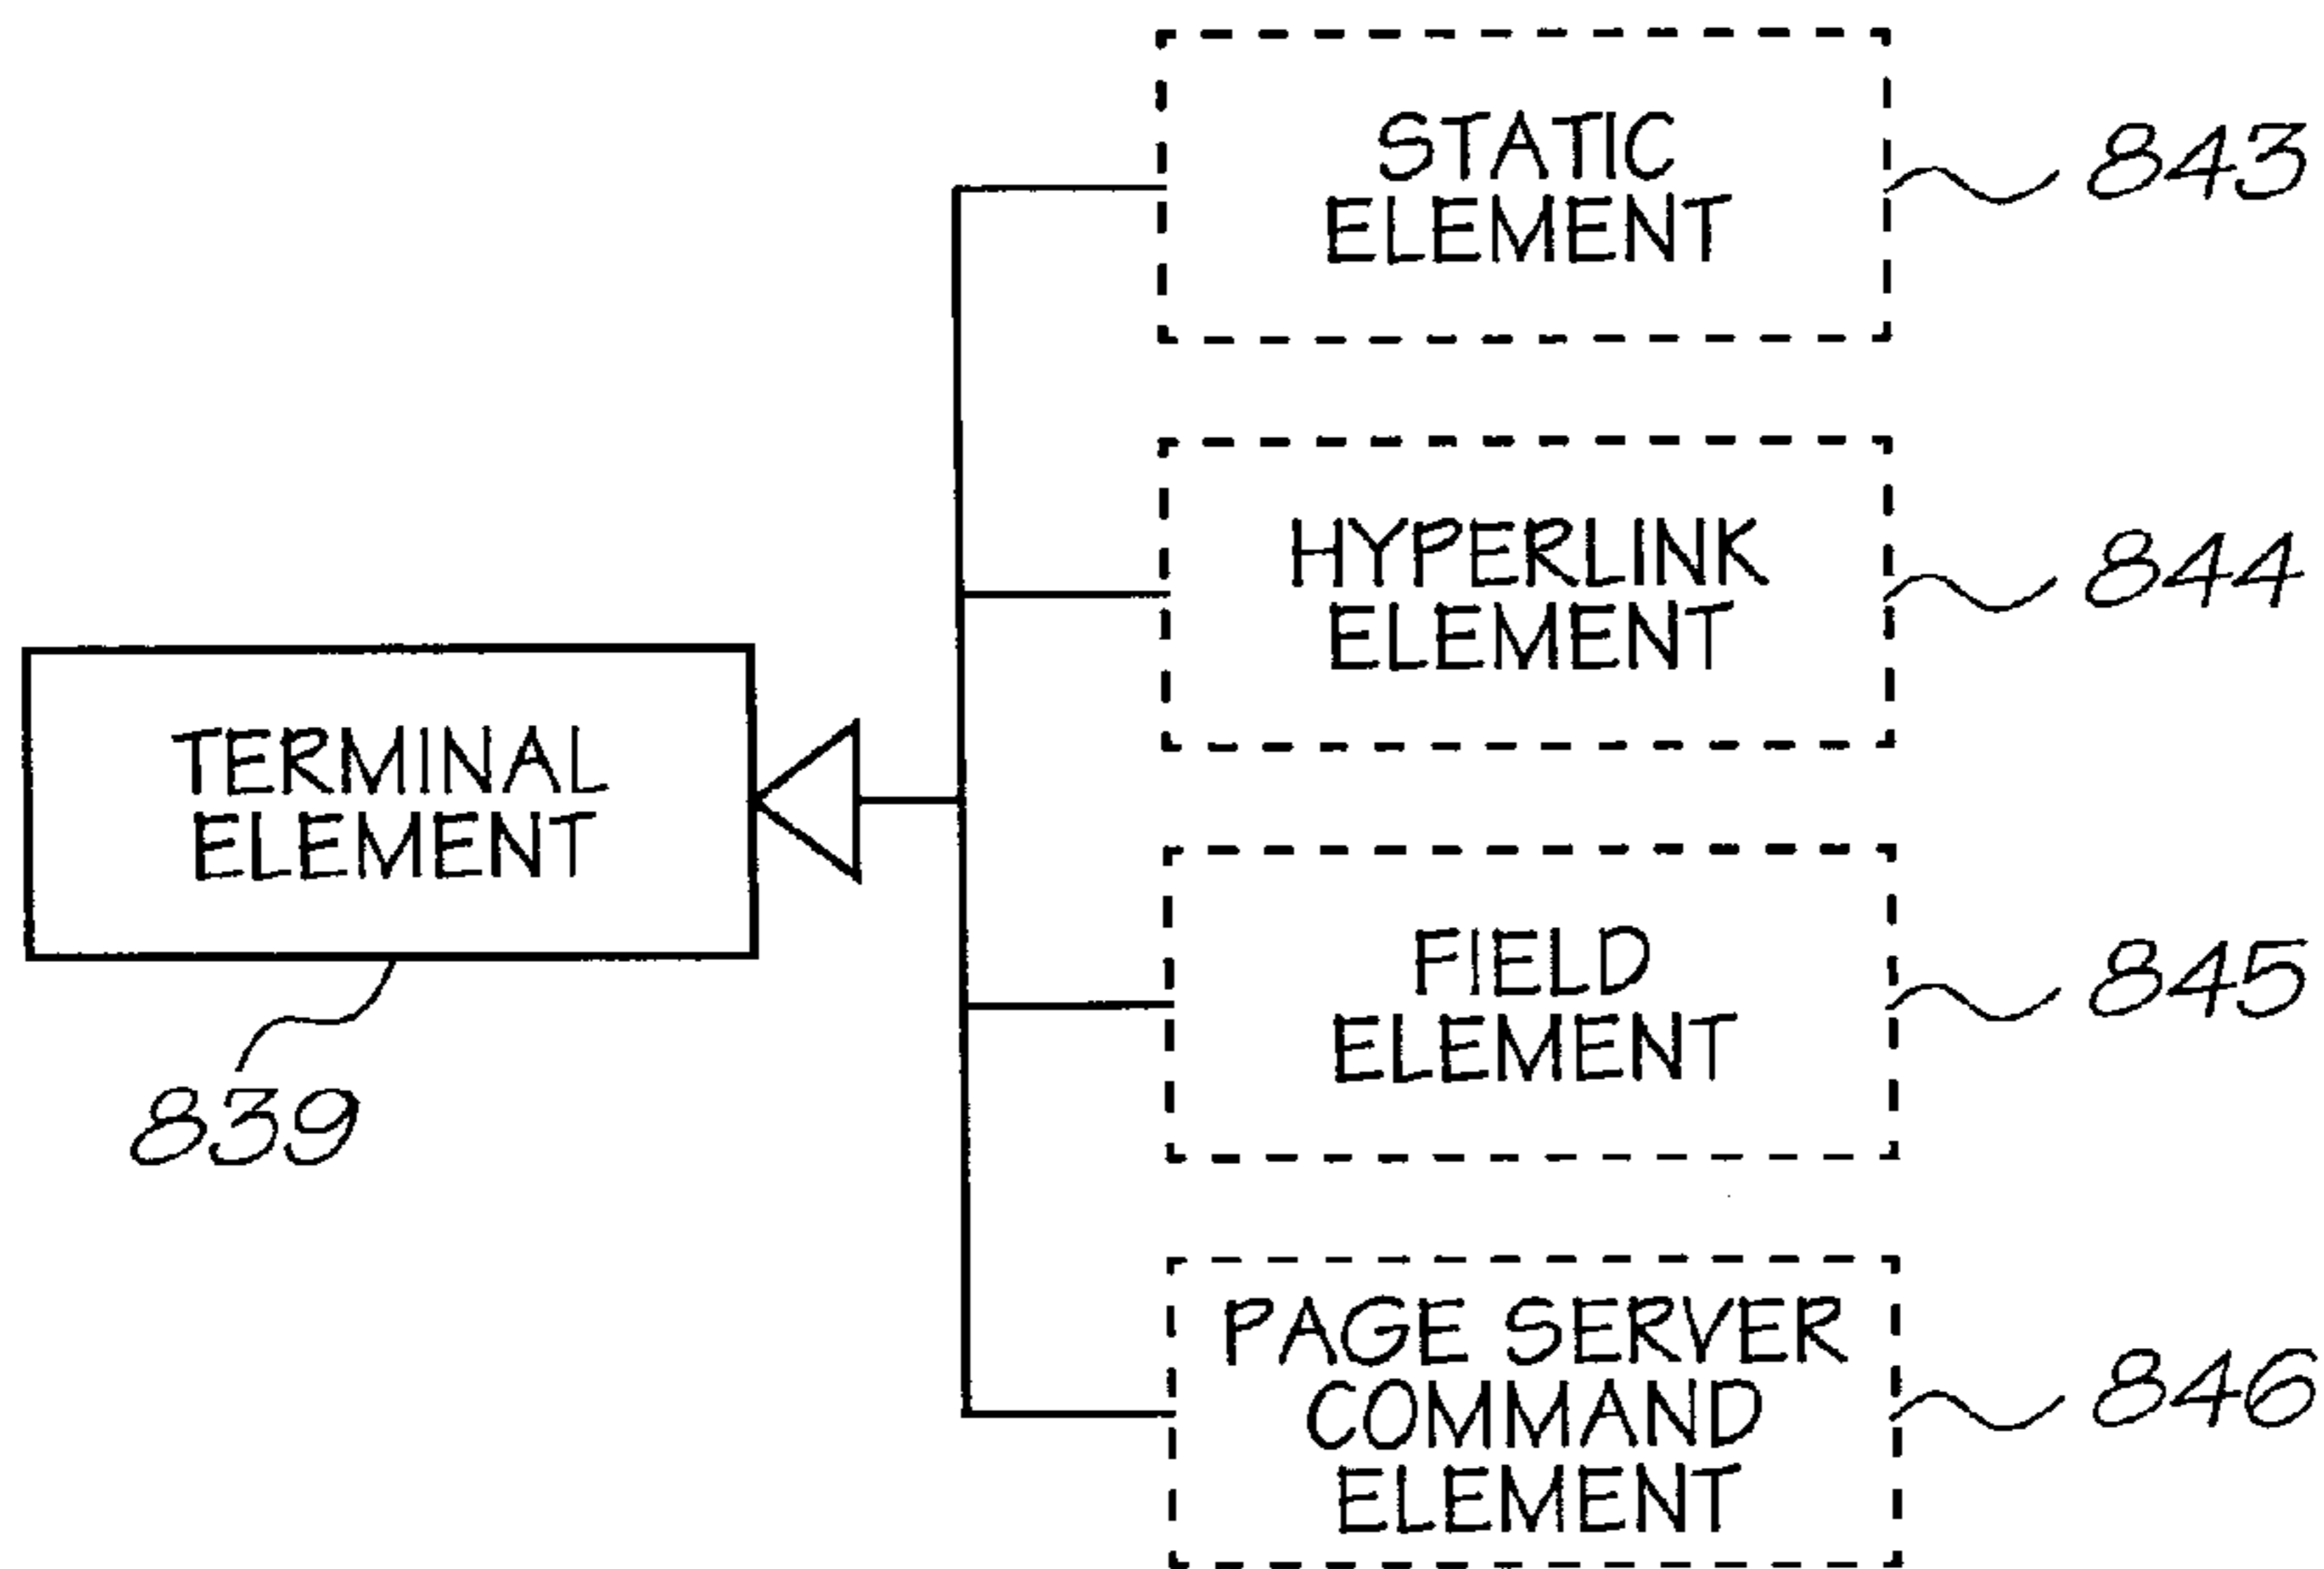 STATIC
ELEMENT
843
HYPERLINK
ELEMENT
844
TERMINAL
ELEMENT
839
FIELD
ELEMENT
845
PAGE SERVER
COMMAND
ELEMENT
846